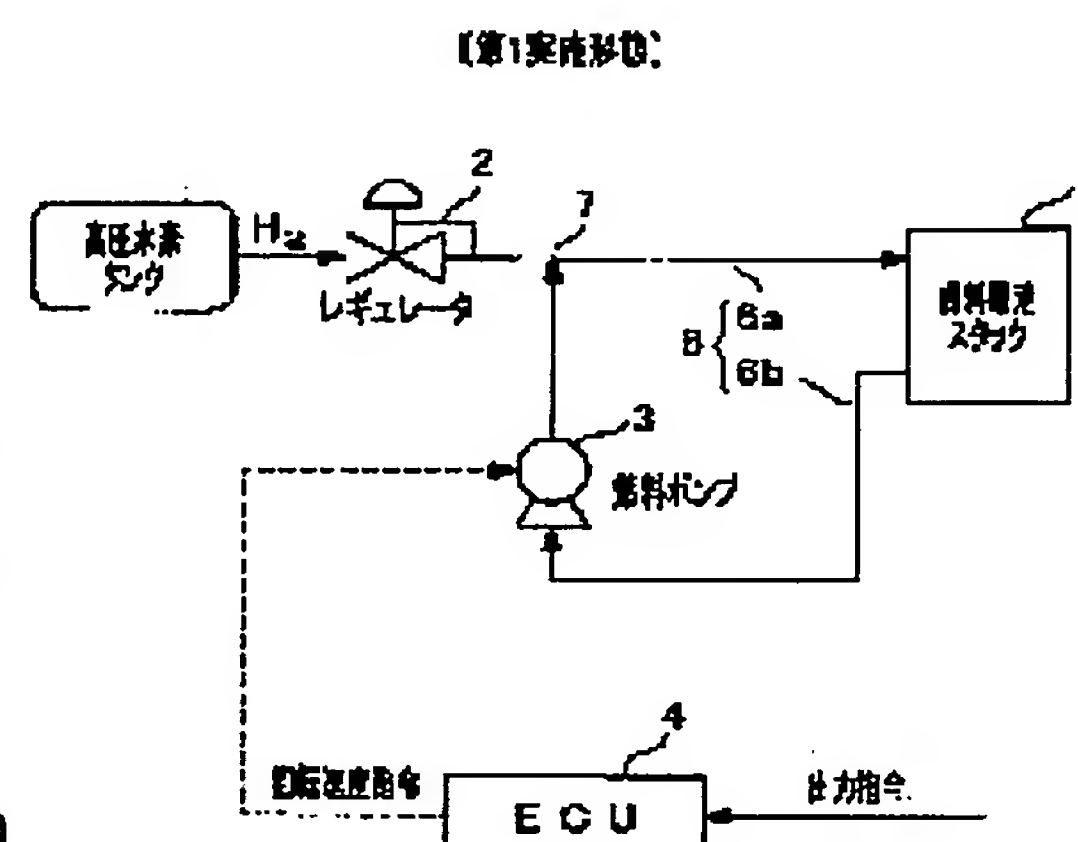 【第1実施形態】
高圧水素
タンク
H₂
2
レギュレータ
7
6a
6b
燃料電池
スタック
3
燃料ポンプ
4
回転速度指令
ECU
出力指令